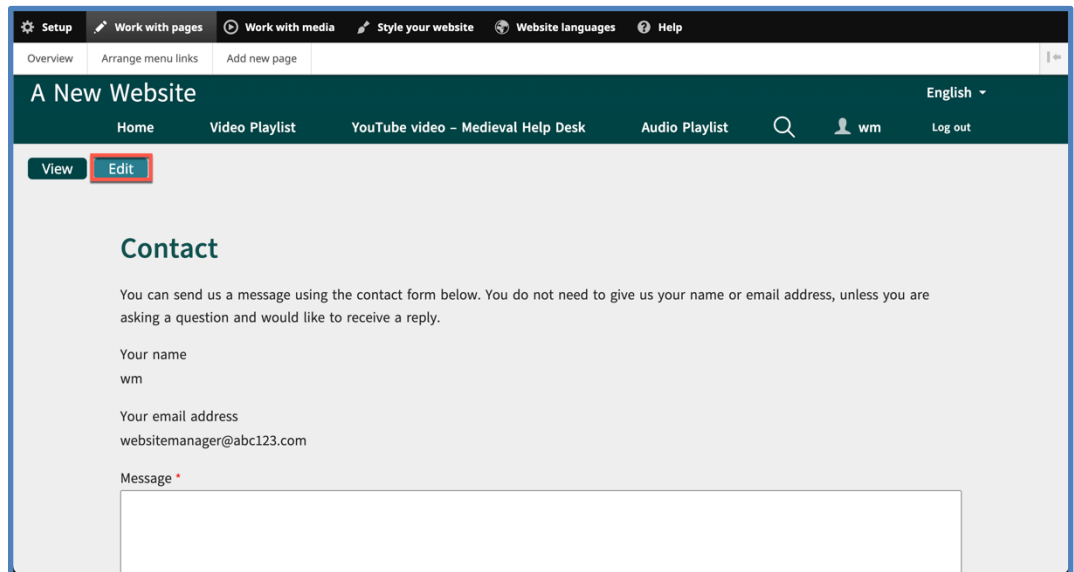 Setup Work with pages Work with media Style your website Website languages Help
Overview Arrange menu links Add new page
A New Website English
Home Video Playlist YouTube video – Medieval Help Desk Audio Playlist wm Log out
View Edit
Contact
You can send us a message using the contact form below. You do not need to give us your name or email address, unless you are
asking a question and would like to receive a reply.
Your name
wm
Your email address
websitemanager@abc123.com
Message *